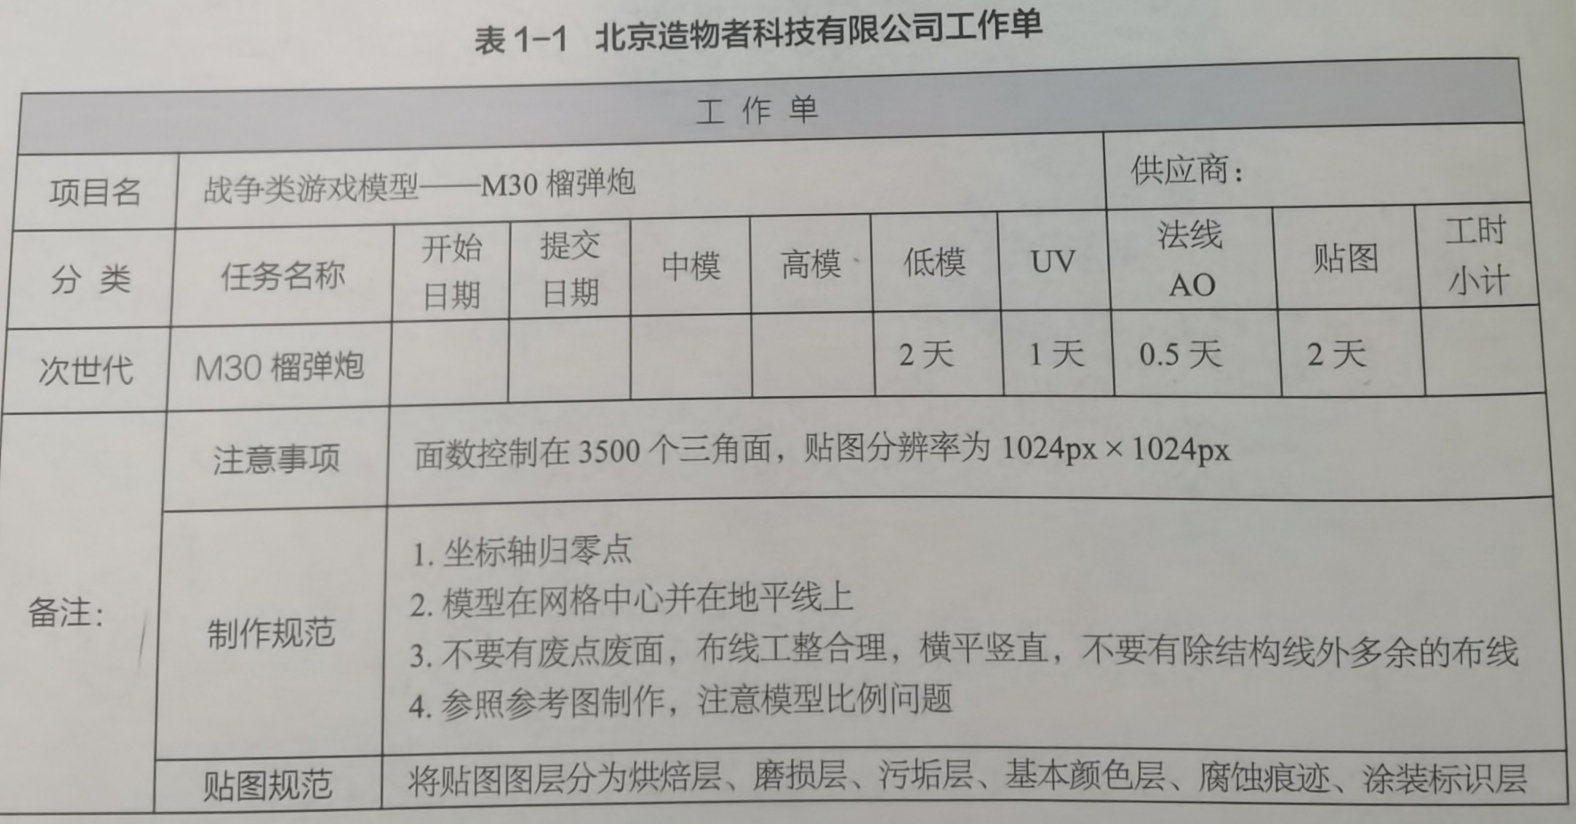 表 1-1 北京造物者科技有限公司工作单
工 作 单
项目名 战争类游戏模型——M30 榴弹炮 供应商：
分 类 任务名称 开始日期 提交日期 中模 高模 低模 UV 法线AO 贴图 工时小计
次世代 M30 榴弹炮 2 天 1 天 0.5 天 2 天
备注：
注意事项 面数控制在 3500 个三角面，贴图分辨率为 1024px × 1024px
制作规范
1. 坐标轴归零点
2. 模型在网格中心并在地平线上
3. 不要有废点废面，布线工整合理，横平竖直，不要有除结构线外多余的布线
4. 参照参考图制作，注意模型比例问题
贴图规范 将贴图图层分为烘焙层、磨损层、污垢层、基本颜色层、腐蚀痕迹、涂装标识层